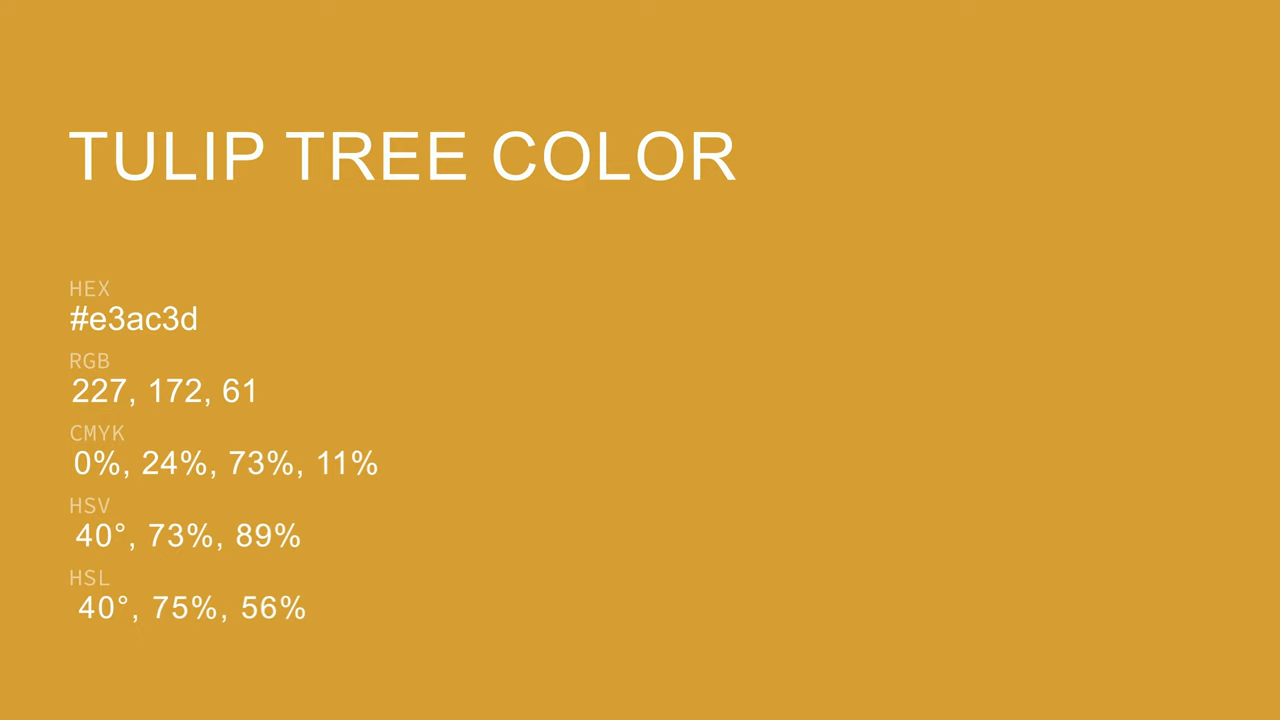 TULIP TREE COLOR
HEX
#e3ac3d
RGB
227, 172, 61
CMYK
0%, 24%, 73%, 11%
HSV
40°, 73%, 89%
HSL
40°, 75%, 56%